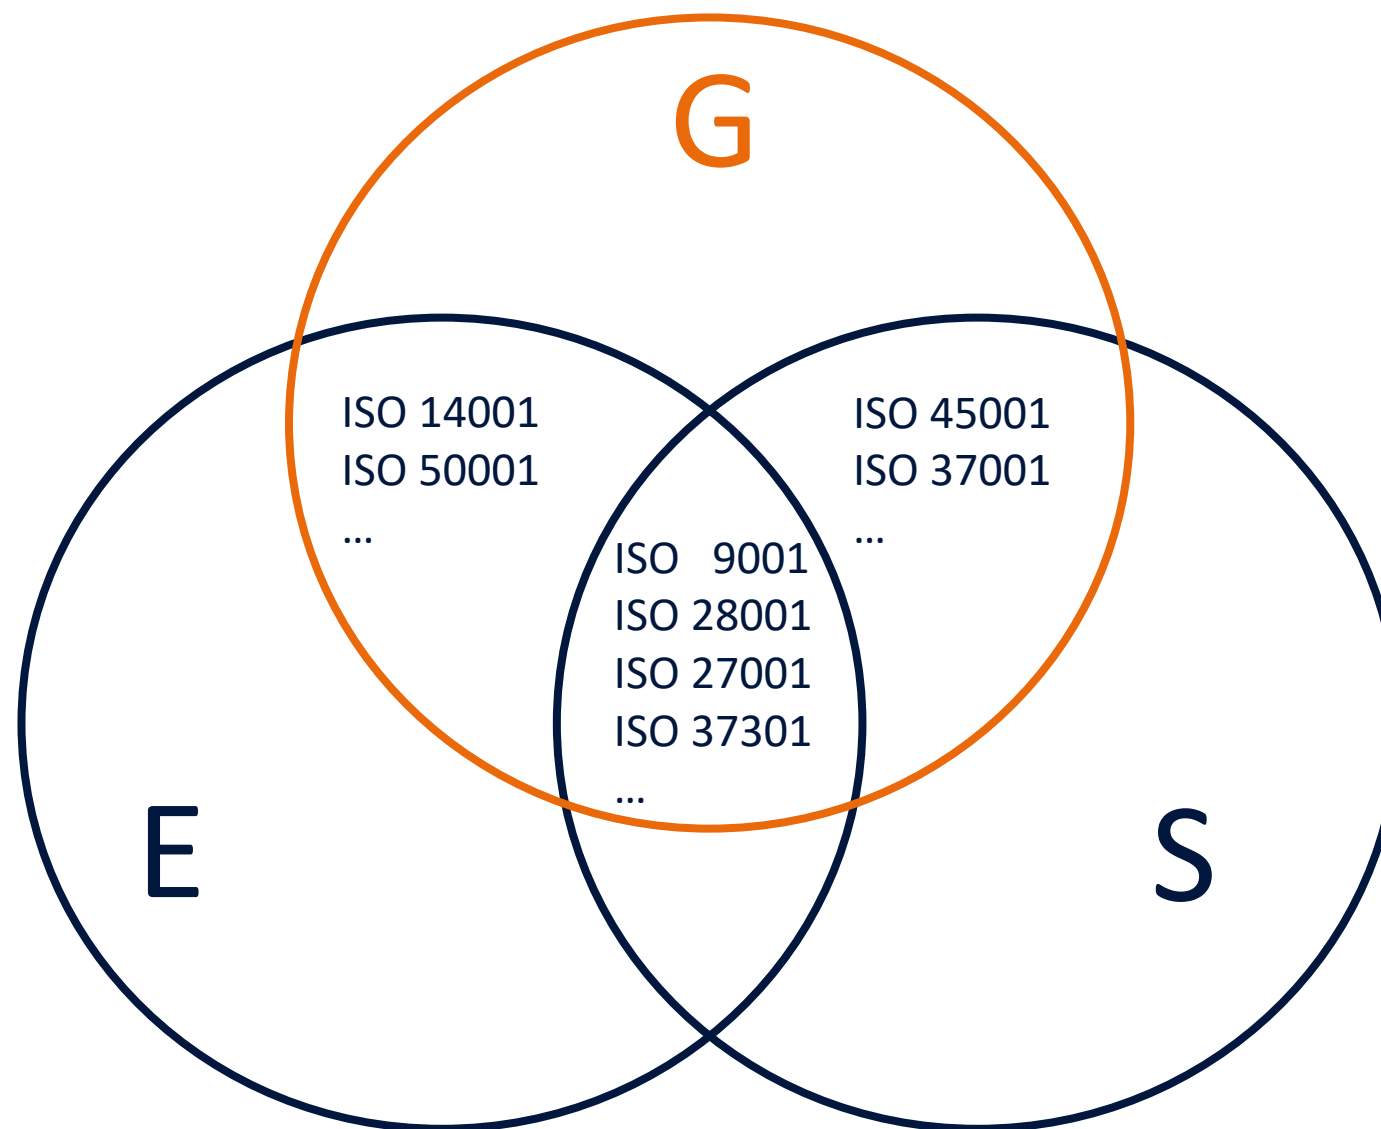 G
ISO 14001
ISO 50001
...
ISO 45001
ISO 37001
...
ISO   9001
ISO 28001
ISO 27001
ISO 37301
...
E
S